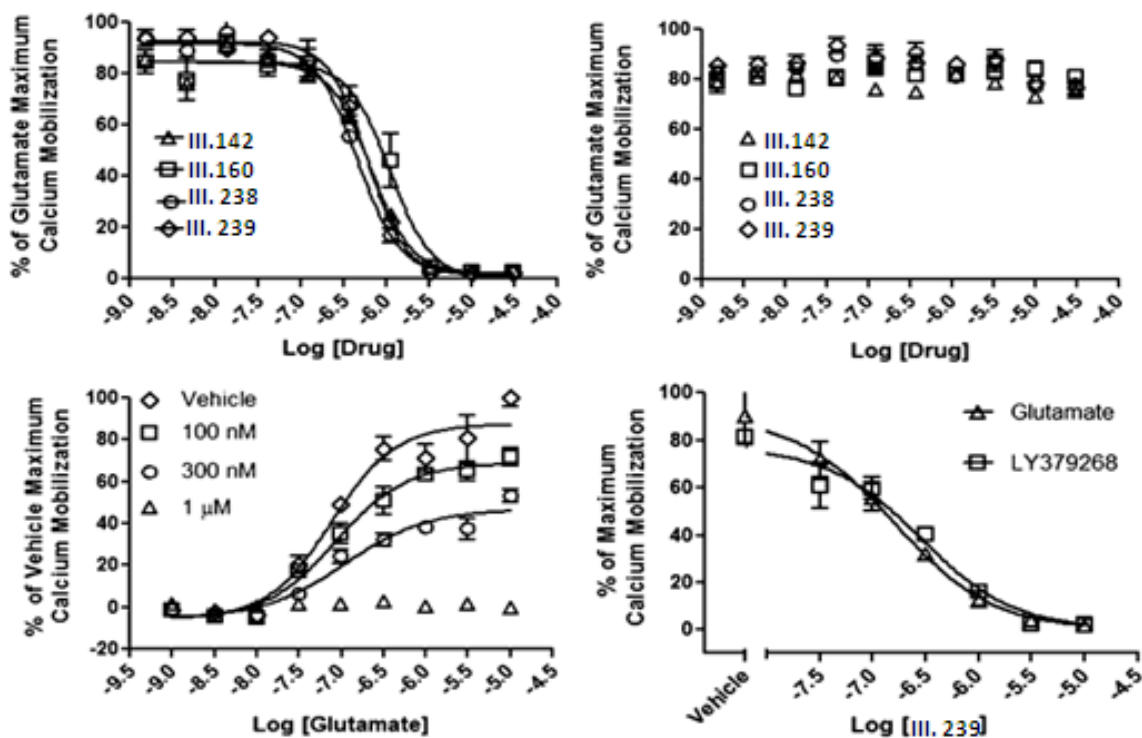 % of Glutamate Maximum
Calcium Mobilization
100
80
60
40
20
0
III.142
III.160
III. 238
III. 239
-9.0 -8.5 -8.0 -7.5 -7.0 -6.5 -6.0 -5.5 -5.0 -4.5 -4.0
Log [Drug]
% of Glutamate Maximum
Calcium Mobilization
100
80
60
40
20
0
III.142
III.160
III. 238
III. 239
-9.0 -8.5 -8.0 -7.5 -7.0 -6.5 -6.0 -5.5 -5.0 -4.5 -4.0
Log [Drug]
% of Vehicle Maximum
Calcium Mobilization
100
80
60
40
20
0
-20
Vehicle
100 nM
300 nM
1 µM
-9.5 -9.0 -8.5 -8.0 -7.5 -7.0 -6.5 -6.0 -5.5 -5.0 -4.5
Log [Glutamate]
% of Maximum
Calcium Mobilization
100
80
60
40
20
0
Glutamate
LY379268
Vehicle -7.5 -7.0 -6.5 -6.0 -5.5 -5.0 -4.5
Log [III. 239]